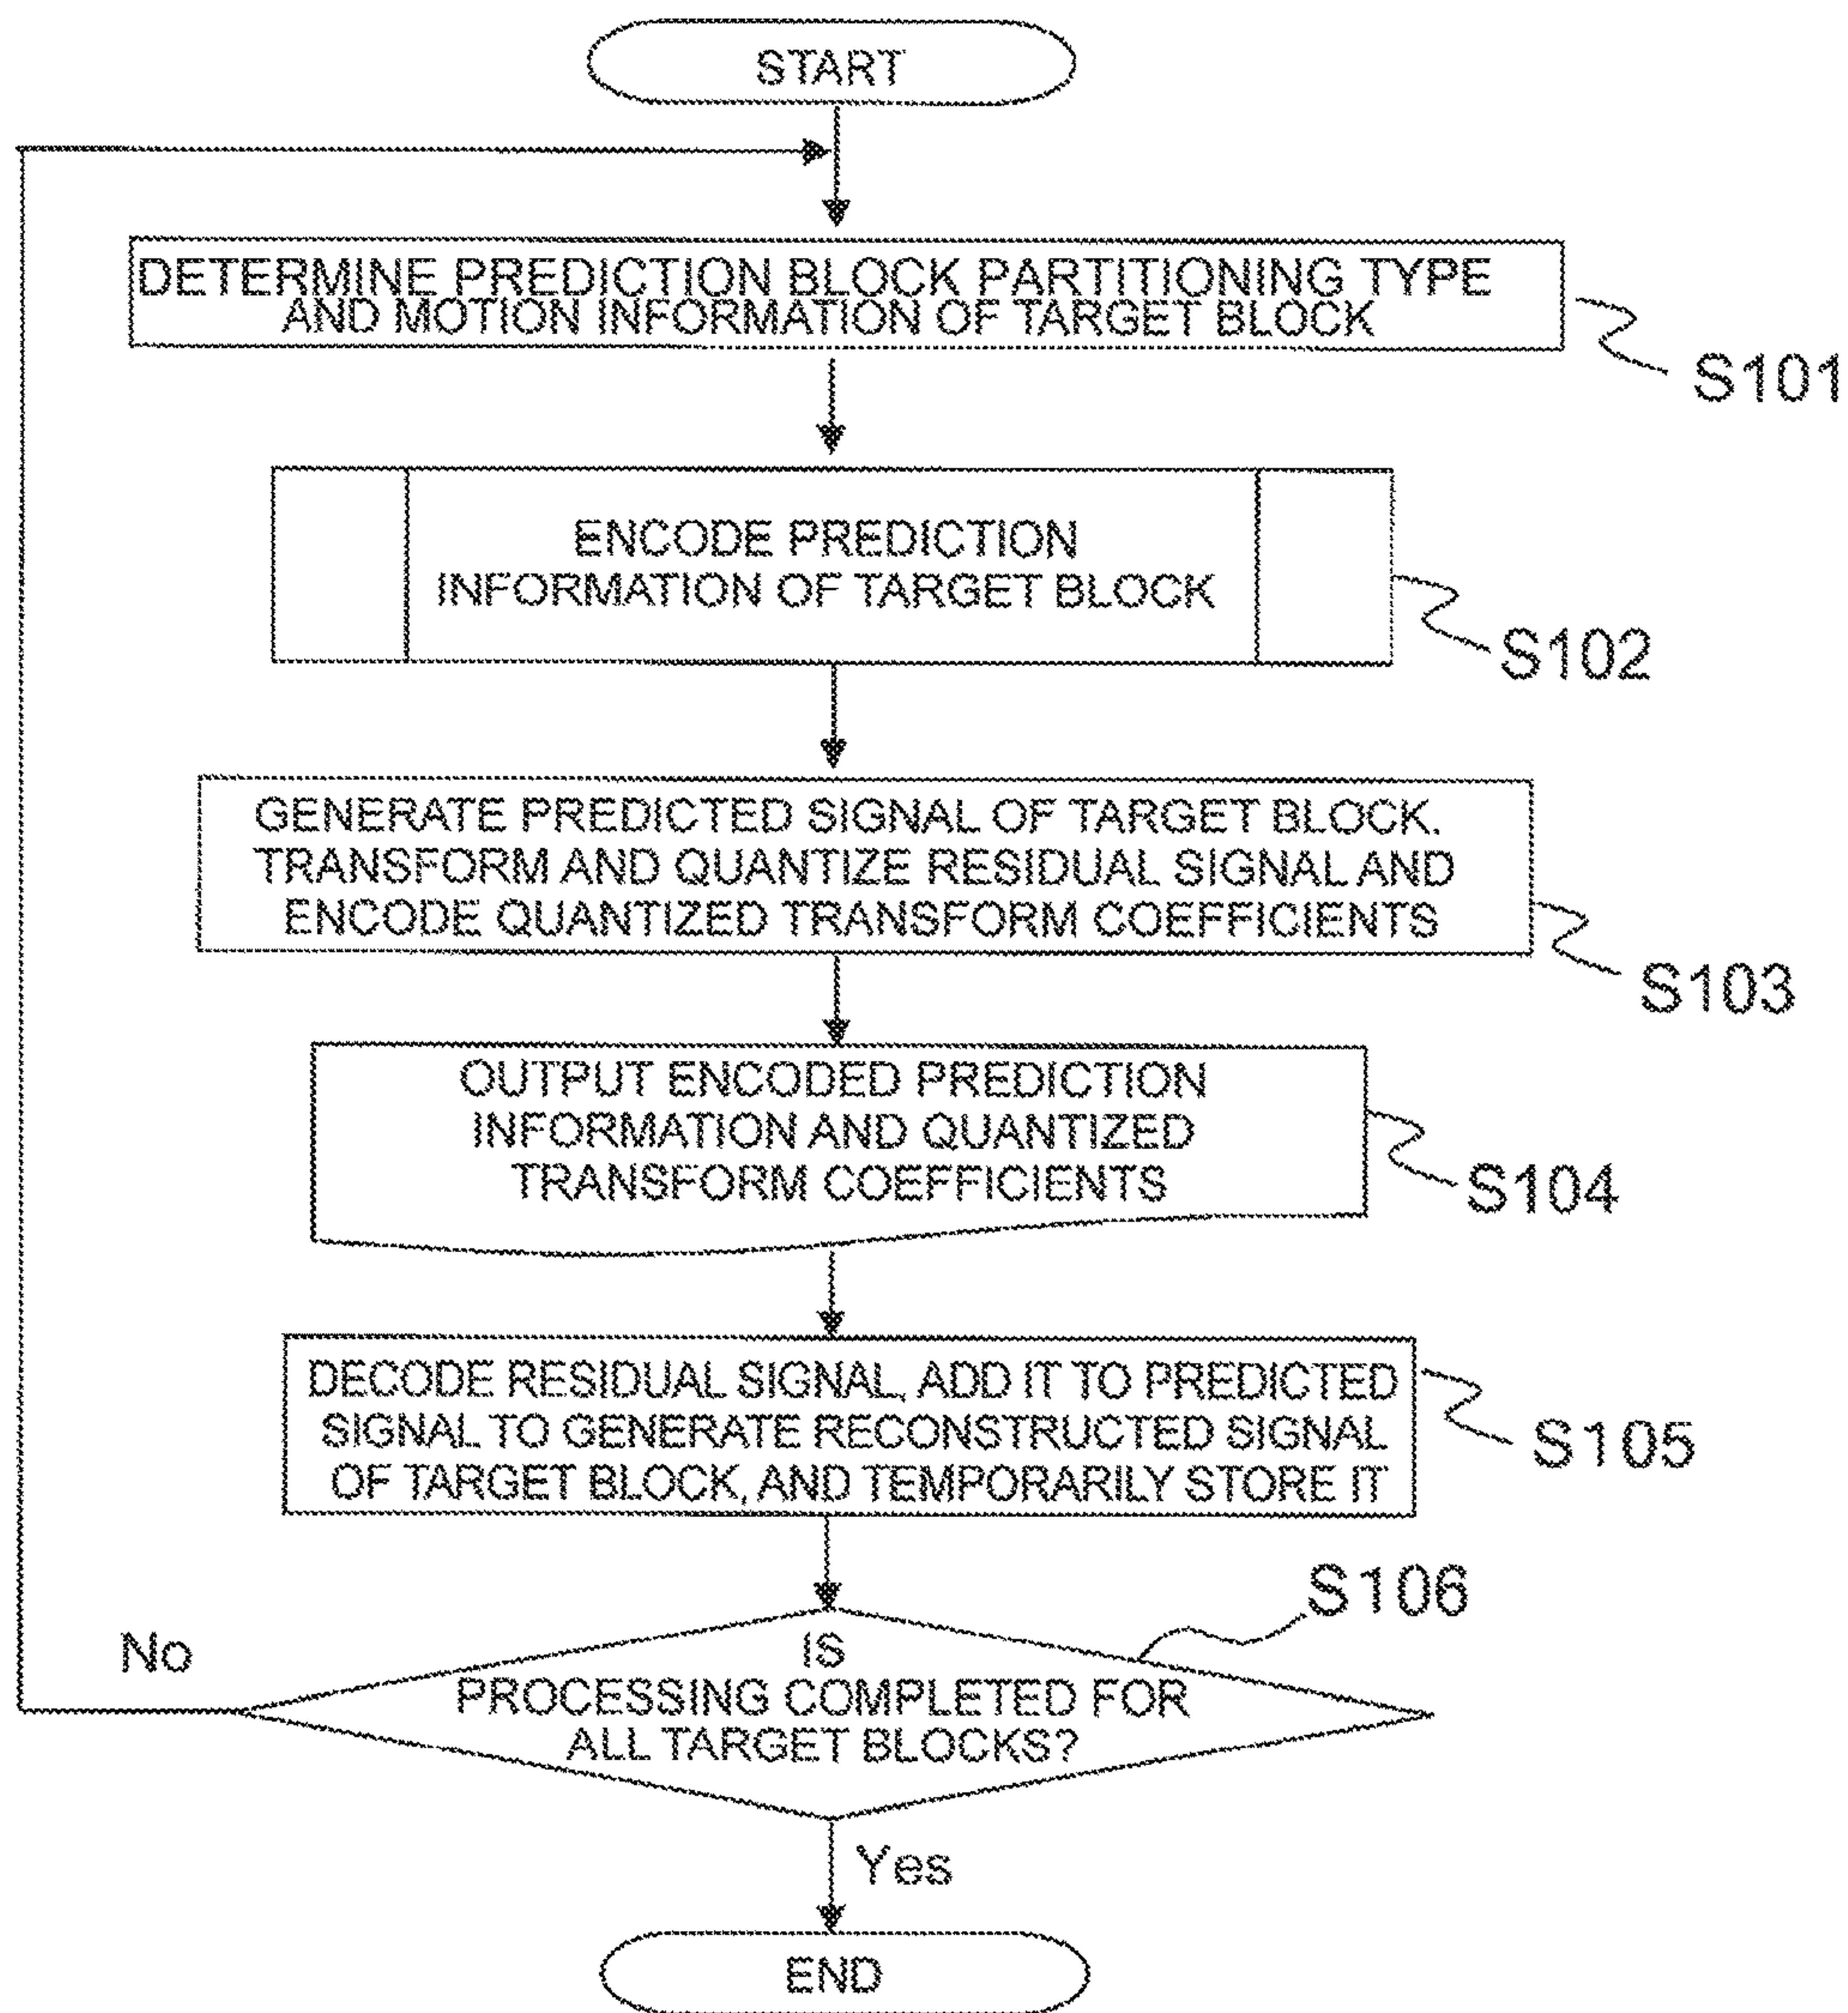 START
DETERMINE PREDICTION BLOCK PARTITIONING TYPE
AND MOTION INFORMATION OF TARGET BLOCK
S101
ENCODE PREDICTION
INFORMATION OF TARGET BLOCK
S102
GENERATE PREDICTED SIGNAL OF TARGET BLOCK.
TRANSFORM AND QUANTIZE RESIDUAL SIGNAL AND
ENCODE QUANTIZED TRANSFORM COEFFICIENTS
S103
OUTPUT ENCODED PREDICTION
INFORMATION AND QUANTIZED
TRANSFORM COEFFICIENTS
S104
DECODE RESIDUAL SIGNAL, ADD IT TO PREDICTED
SIGNAL TO GENERATE RECONSTRUCTED SIGNAL
OF TARGET BLOCK, AND TEMPORARILY STORE IT
S105
S106
No
IS
PROCESSING COMPLETED FOR
ALL TARGET BLOCKS?
Yes
END